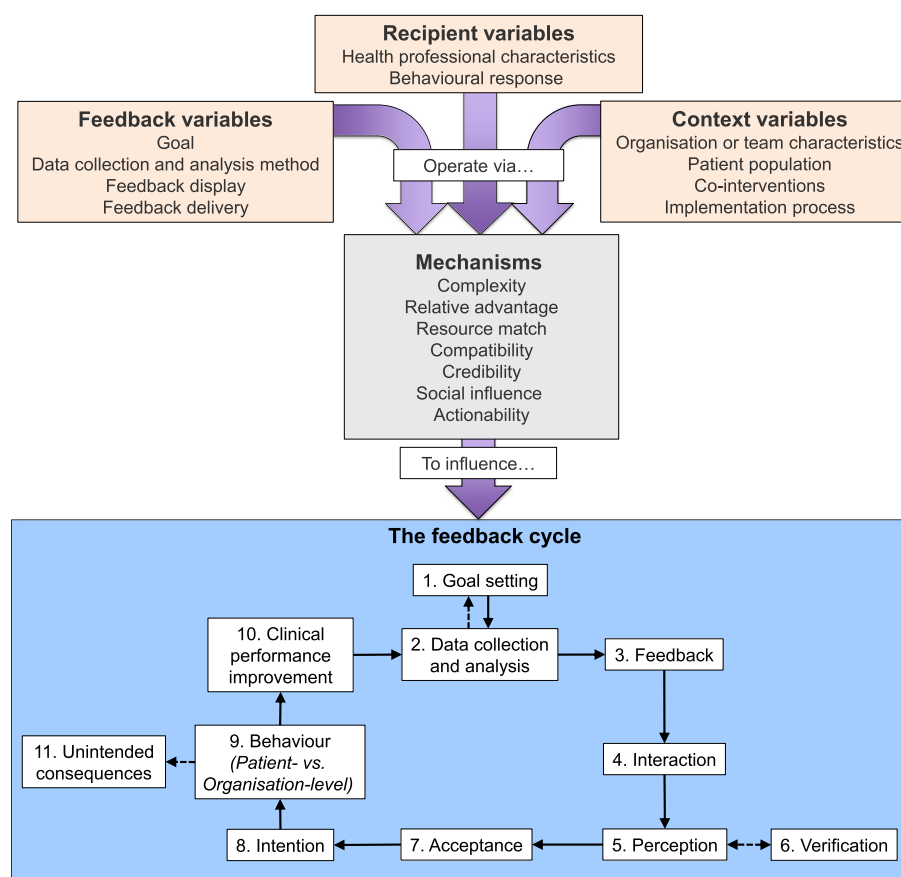 Recipient variables
Health professional characteristics
Behavioural response
Feedback variables
Goal
Data collection and analysis method
Feedback display
Feedback delivery
Context variables
Organisation or team characteristics
Patient population
Co-interventions
Implementation process
Operate via…
Mechanisms
Complexity
Relative advantage
Resource match
Compatibility
Credibility
Social influence
Actionability
To influence…
The feedback cycle
1. Goal setting
2. Data collection
and analysis
3. Feedback
4. Interaction
5. Perception
6. Verification
7. Acceptance
8. Intention
9. Behaviour
(Patient- vs.
Organisation-level)
10. Clinical
performance
improvement
11. Unintended
consequences